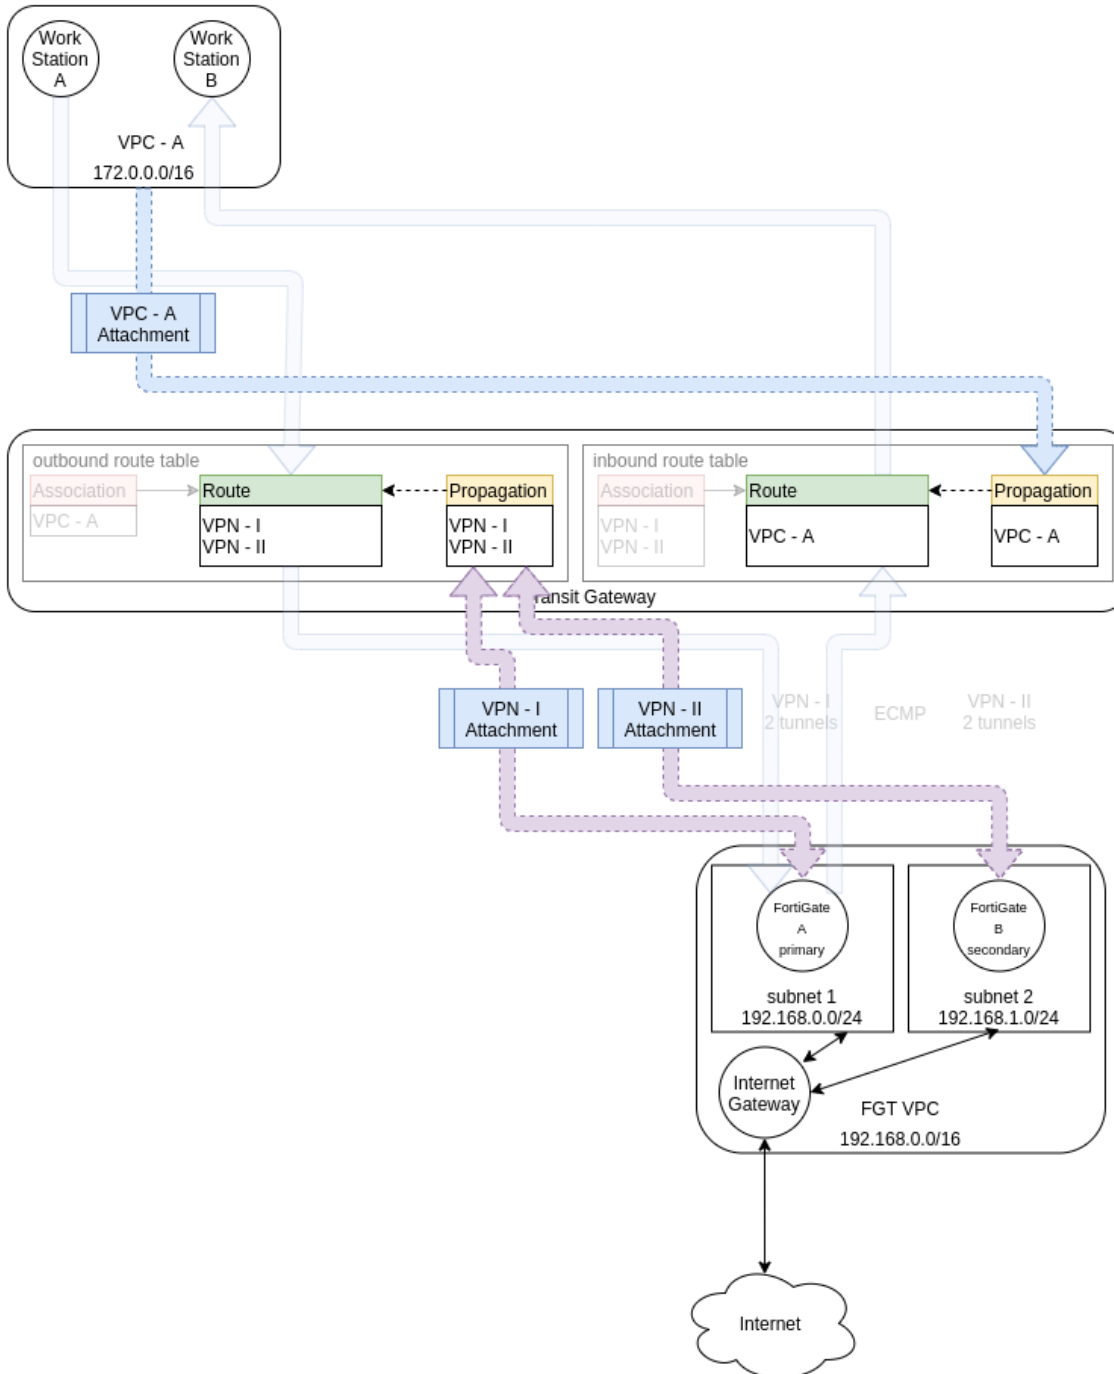 Work
Station
A
Work
Station
B
VPC - A
172.0.0.0/16
VPC - A
Attachment
outbound route table
Association
VPC - A
Route
VPN - I
VPN - II
Propagation
VPN - I
VPN - II
inbound route table
Association
VPN - I
VPN - II
Route
VPC - A
Propagation
VPC - A
ransit Gateway
VPN - I
Attachment
VPN - II
Attachment
VPN - I
2 tunnels
ECMP
VPN - II
2 tunnels
FortiGate
A
primary
FortiGate
B
secondary
subnet 1
192.168.0.0/24
subnet 2
192.168.1.0/24
Internet
Gateway
FGT VPC
192.168.0.0/16
Internet